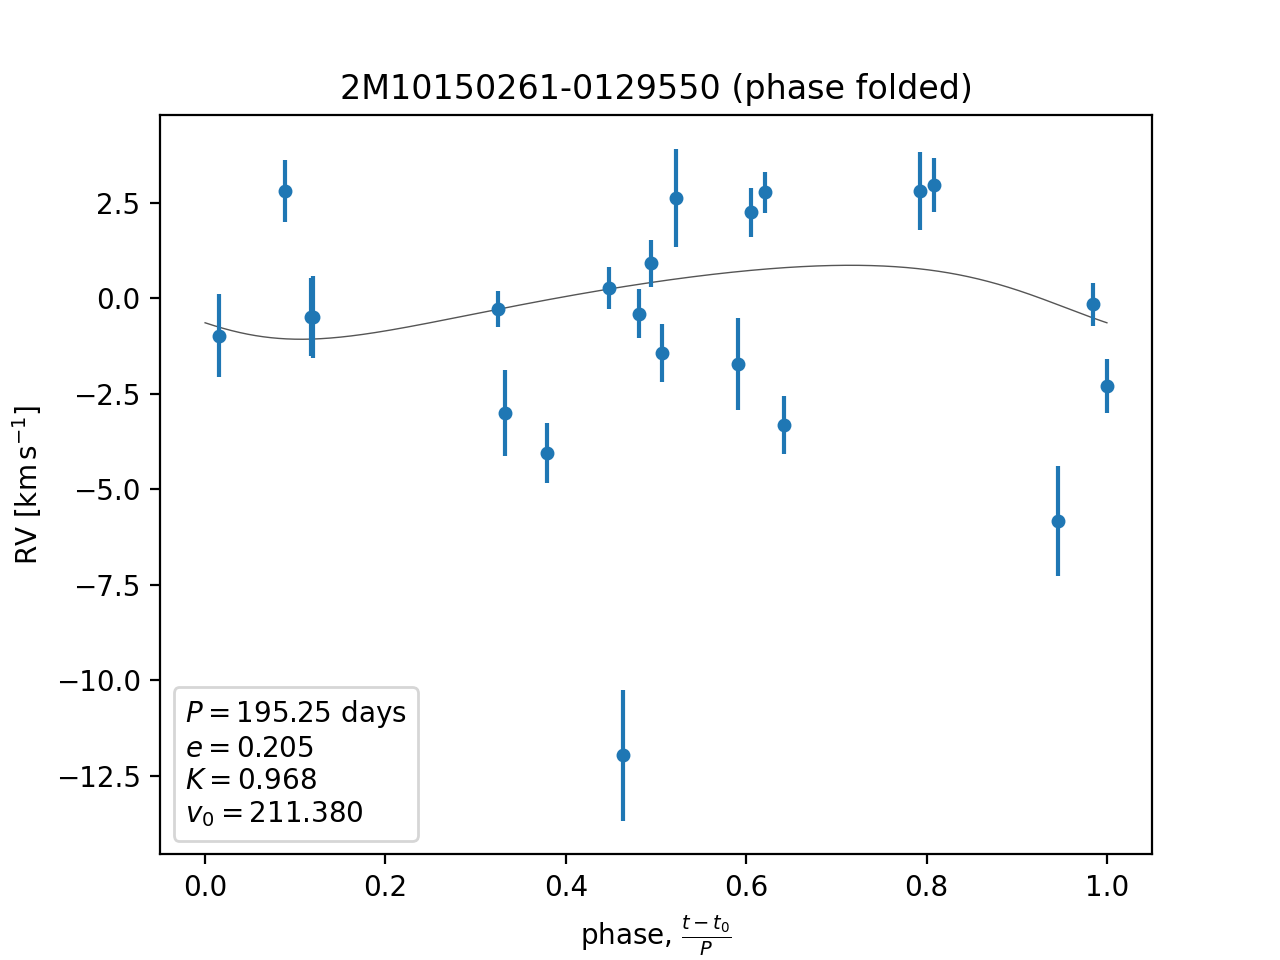 2M10150261-0129550 (phase folded)
RV [km s⁻¹]
2.5
0.0
−2.5
−5.0
−7.5
−10.0
−12.5
P = 195.25 days
e = 0.205
K = 0.968
v₀ = 211.380
0.0 0.2 0.4 0.6 0.8 1.0
phase, (t − t₀)/P